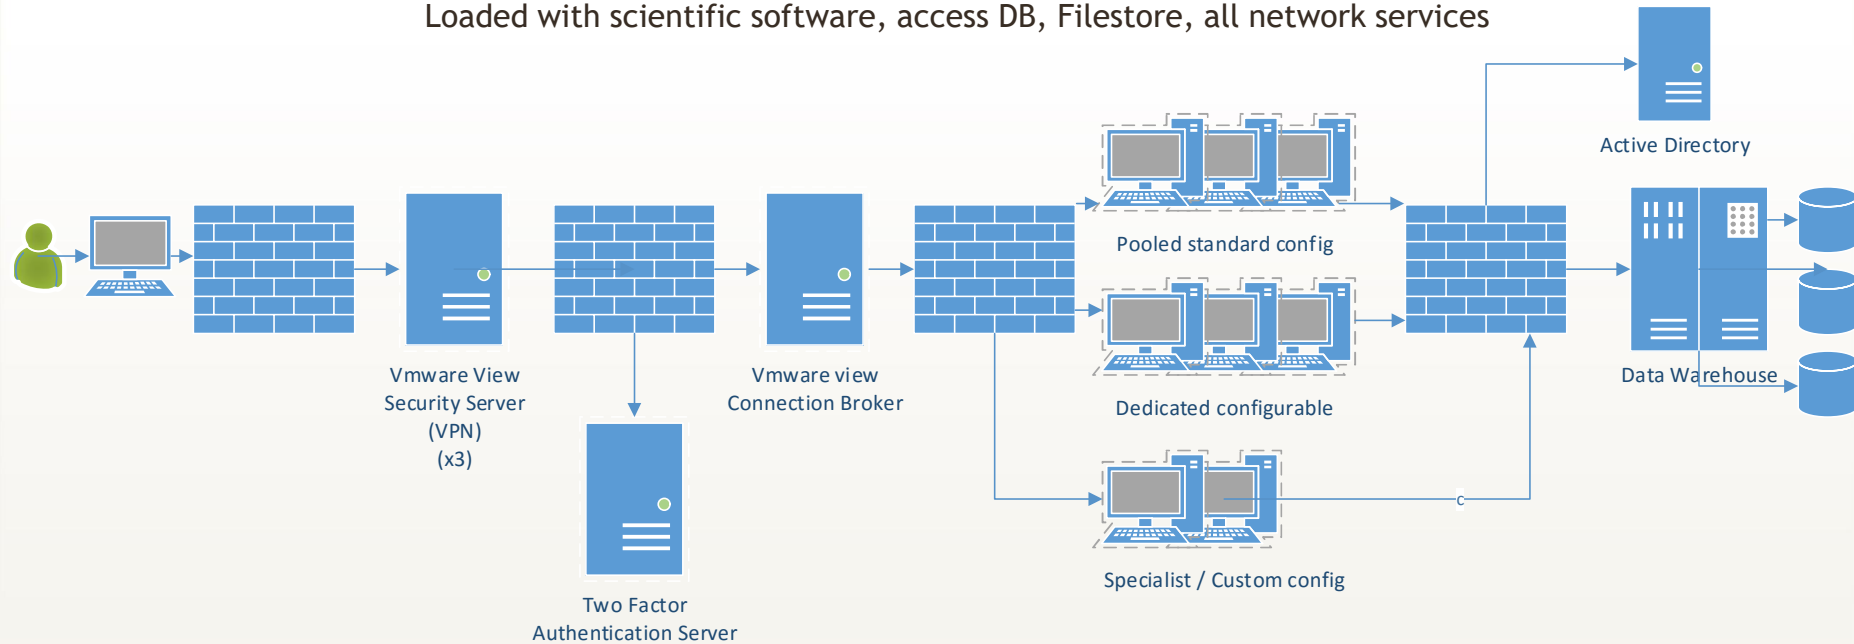 Loaded with scientific software, access DB, Filestore, all network services
Active Directory
Pooled standard config
Vmware View
Security Server
(VPN)
(x3)
Vmware view
Connection Broker
Data Warehouse
Dedicated configurable
c
Specialist / Custom config
Two Factor
Authentication Server